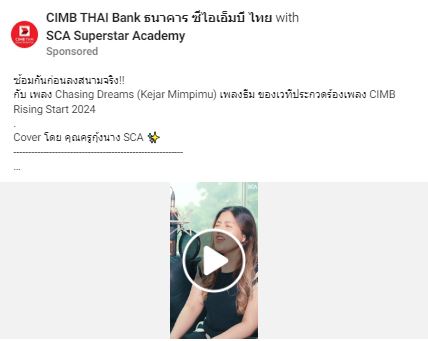 CIMB THAI Bank ธนาคาร ซีไอเอ็มบี ไทย with
SCA Superstar Academy
Sponsored
ซ้อมกันก่อนลงสนามจริง!!
กับ เพลง Chasing Dreams (Kejar Mimpimu) เพลงธีม ของเวทีประกวดร้องเพลง CIMB
Rising Start 2024
.
Cover โดย คุณครูกุ้งนาง SCA ✨
---------------------------------------------------------
...
CIMB THAI
SCA